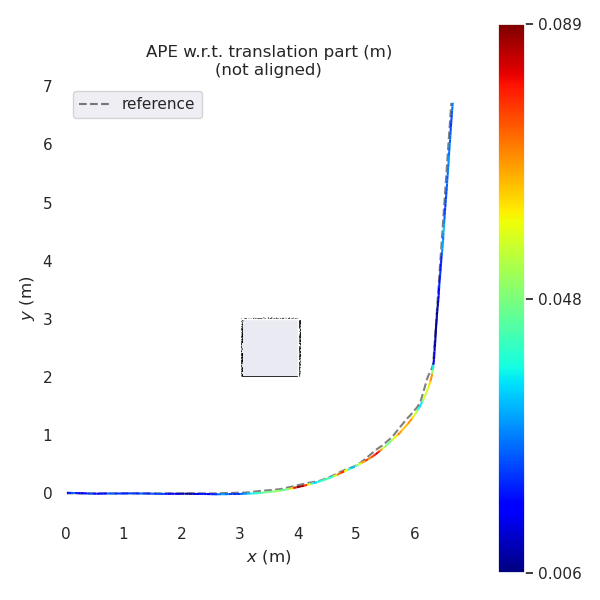 APE w.r.t. translation part (m)
(not aligned)
reference
7
6
5
4
3
2
1
0
y (m)
0 1 2 3 4 5 6
x (m)
0.089
0.048
0.006